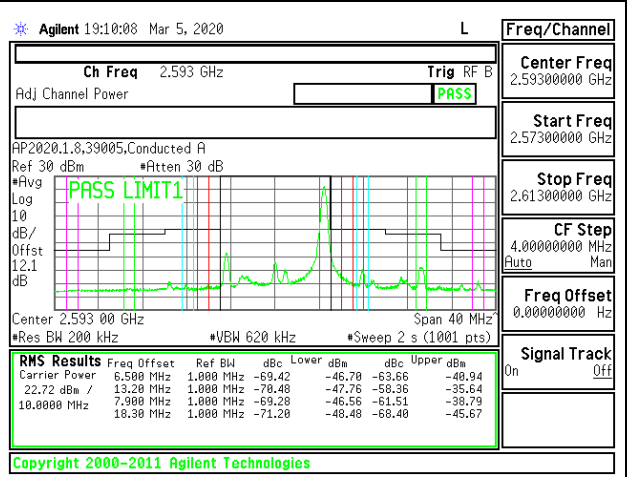 Agilent 19:10:08 Mar 5, 2020 L
Freq/Channel
Ch Freq 2.593 GHz Trig RF B
Adj Channel Power PASS
AP2020.1.8,39005,Conducted A
Ref 30 dBm #Atten 30 dB
#Avg
Log
10
dB/
Offst
12.1
dB
PASS LIMIT1
Center 2.593 00 GHz Span 40 MHz^
#Res BW 200 kHz #VBW 620 kHz #Sweep 2 s (1001 pts)
RMS Results Freq Offset Ref BW dBc Lower dBm dBc Upper dBm
Carrier Power 6.500 MHz 1.000 MHz -69.42 -46.70 -63.66 -40.94
22.72 dBm / 13.20 MHz 1.000 MHz -70.48 -47.76 -58.36 -35.64
10.0000 MHz 7.900 MHz 1.000 MHz -69.28 -46.56 -61.51 -38.79
18.30 MHz 1.000 MHz -71.20 -48.48 -68.40 -45.67
Copyright 2000-2011 Agilent Technologies
Center Freq
2.59300000 GHz
Start Freq
2.57300000 GHz
Stop Freq
2.61300000 GHz
CF Step
4.00000000 MHz
Auto Man
Freq Offset
0.00000000 Hz
Signal Track
On Off